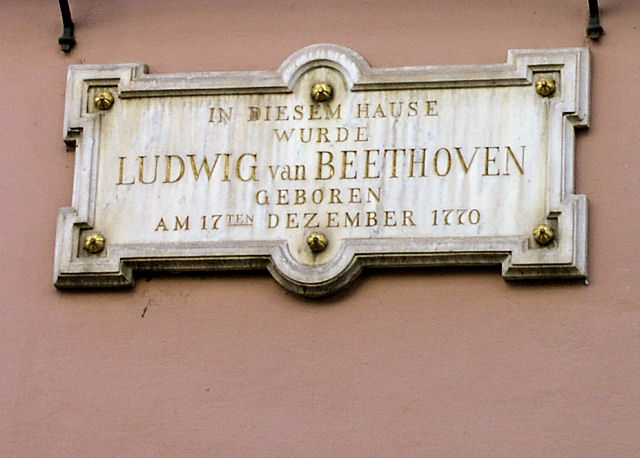 IN DIESEM HAUSE
WURDE
LUDWIG van BEETHOVEN
GEBOREN
AM 17TEN DEZEMBER 1770